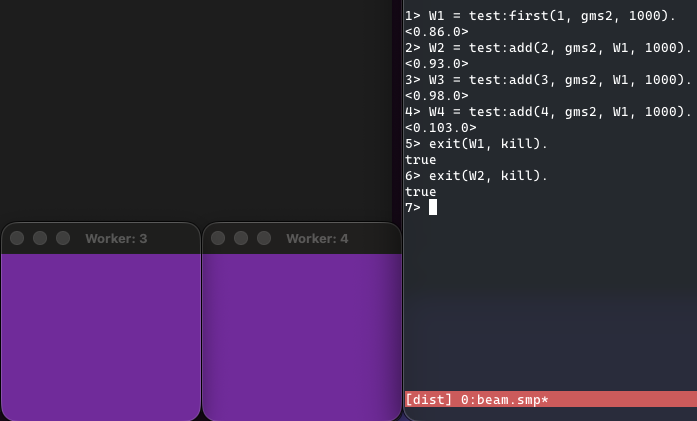 1> W1 = test:first(1, gms2, 1000).
<0.86.0>
2> W2 = test:add(2, gms2, W1, 1000).
<0.93.0>
3> W3 = test:add(3, gms2, W1, 1000).
<0.98.0>
4> W4 = test:add(4, gms2, W1, 1000).
<0.103.0>
5> exit(W1, kill).
true
6> exit(W2, kill).
true
7>
Worker: 3
Worker: 4
[dist] 0:beam.smp*